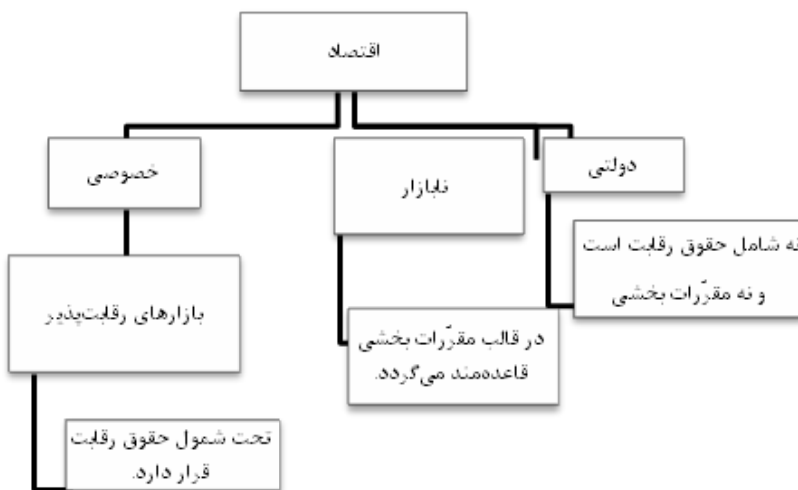 اقتصاد
دولتی
نابازار
خصوصی
نه شامل حقوق رقابت است
و نه مقرّرات بخشی
بازارهای رقابت‌پذیر
در قالب مقرّرات بخشی
قاعده‌مند می‌گردد.
تحت شمول حقوق رقابت
قرار دارد.